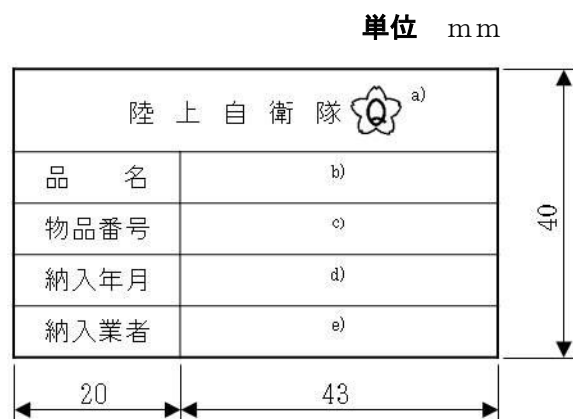 単位 mm
陸上自衛隊 Q a)
品名 b)
物品番号 c)
納入年月 d)
納入業者 e)
40
20 43